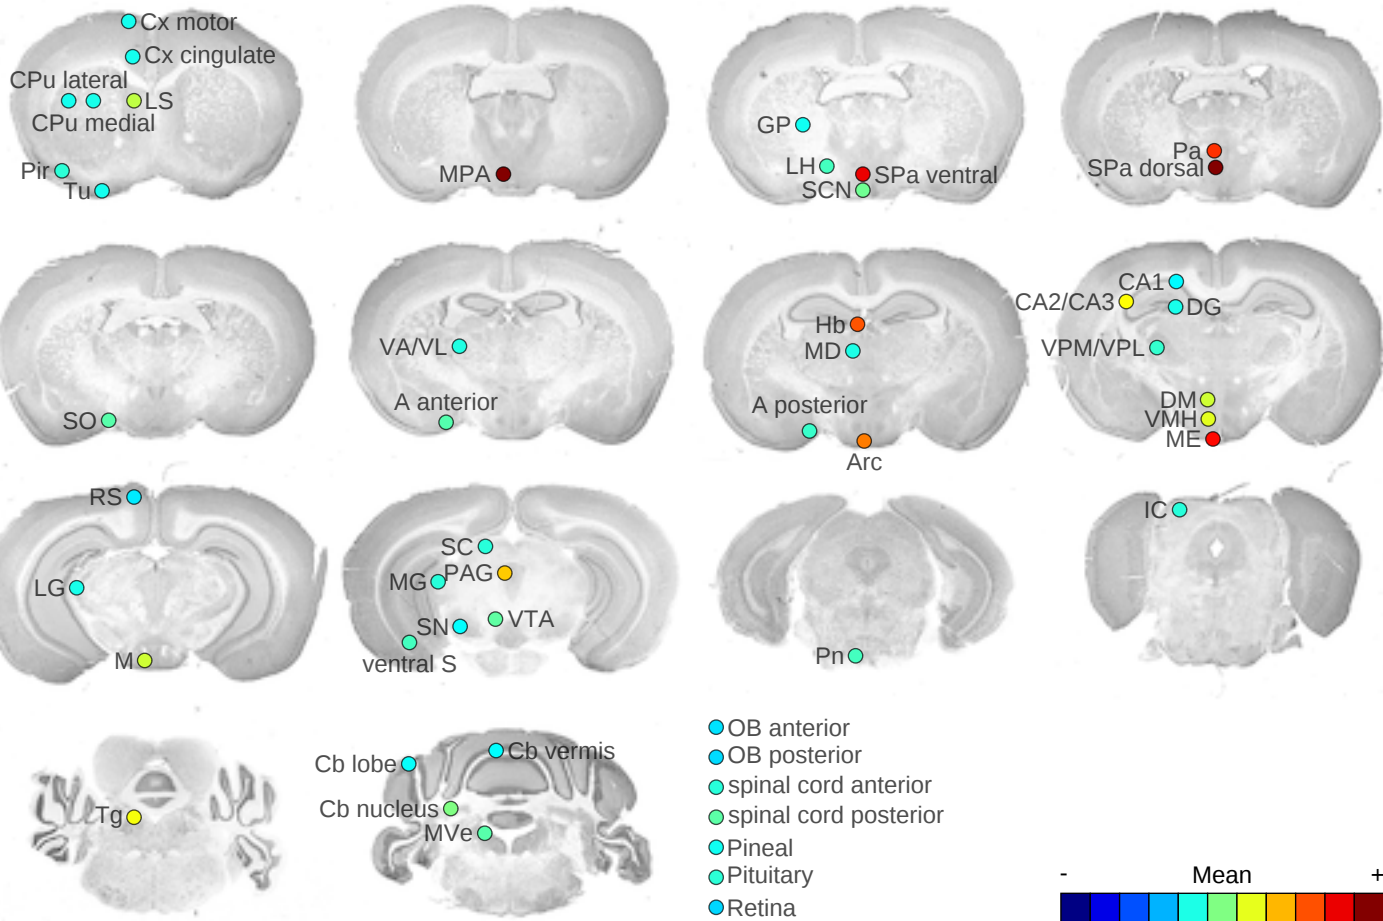 Cx motor
Cx cingulate
CPu lateral
LS
CPu medial
Pir
Tu
MPA
GP
LH
SPa ventral
SCN
Pa
SPa dorsal
SO
VA/VL
A anterior
Hb
MD
A posterior
Arc
CA1
CA2/CA3
DG
VPM/VPL
DM
VMH
ME
RS
LG
M
SC
PAG
MG
SN
VTA
ventral S
Pn
IC
Tg
Cb lobe
Cb vermis
Cb nucleus
MVe
OB anterior
OB posterior
spinal cord anterior
spinal cord posterior
Pineal
Pituitary
Retina
- Mean +